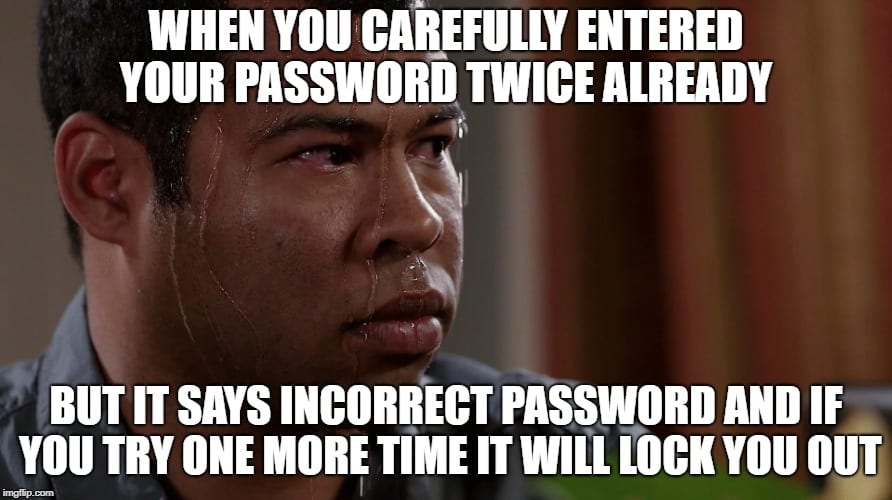 WHEN YOU CAREFULLY ENTERED
YOUR PASSWORD TWICE ALREADY
BUT IT SAYS INCORRECT PASSWORD AND IF
YOU TRY ONE MORE TIME IT WILL LOCK YOU OUT
imgflip.com